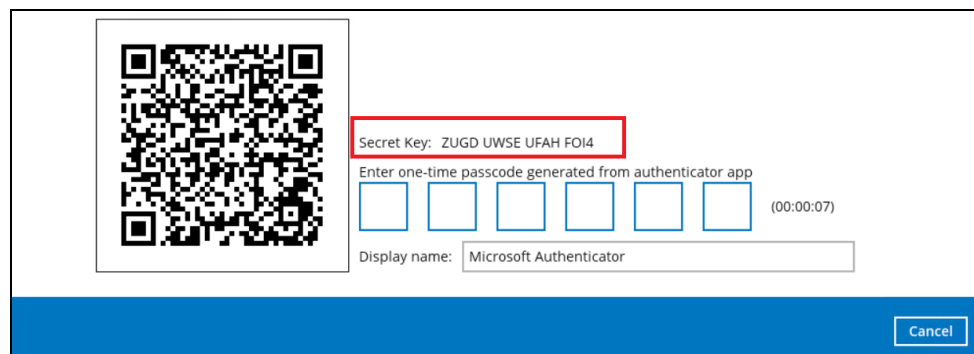 Secret Key: ZUGD UWSE UFAH FOI4
Enter one-time passcode generated from authenticator app
(00:00:07)
Display name: Microsoft Authenticator
Cancel